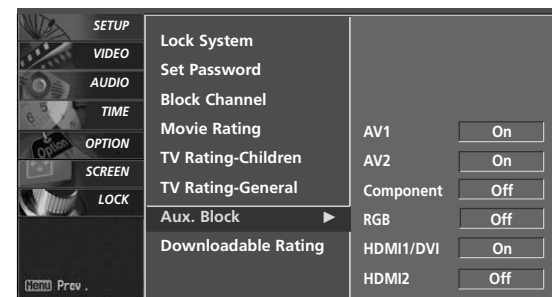 SETUP
VIDEO
AUDIO
TIME
OPTION
SCREEN
LOCK
Menu Prev.
Lock System
Set Password
Block Channel
Movie Rating
TV Rating-Children
TV Rating-General
Aux. Block ►
Downloadable Rating
AV1 On
AV2 On
Component Off
RGB Off
HDMI1/DVI On
HDMI2 Off
Option